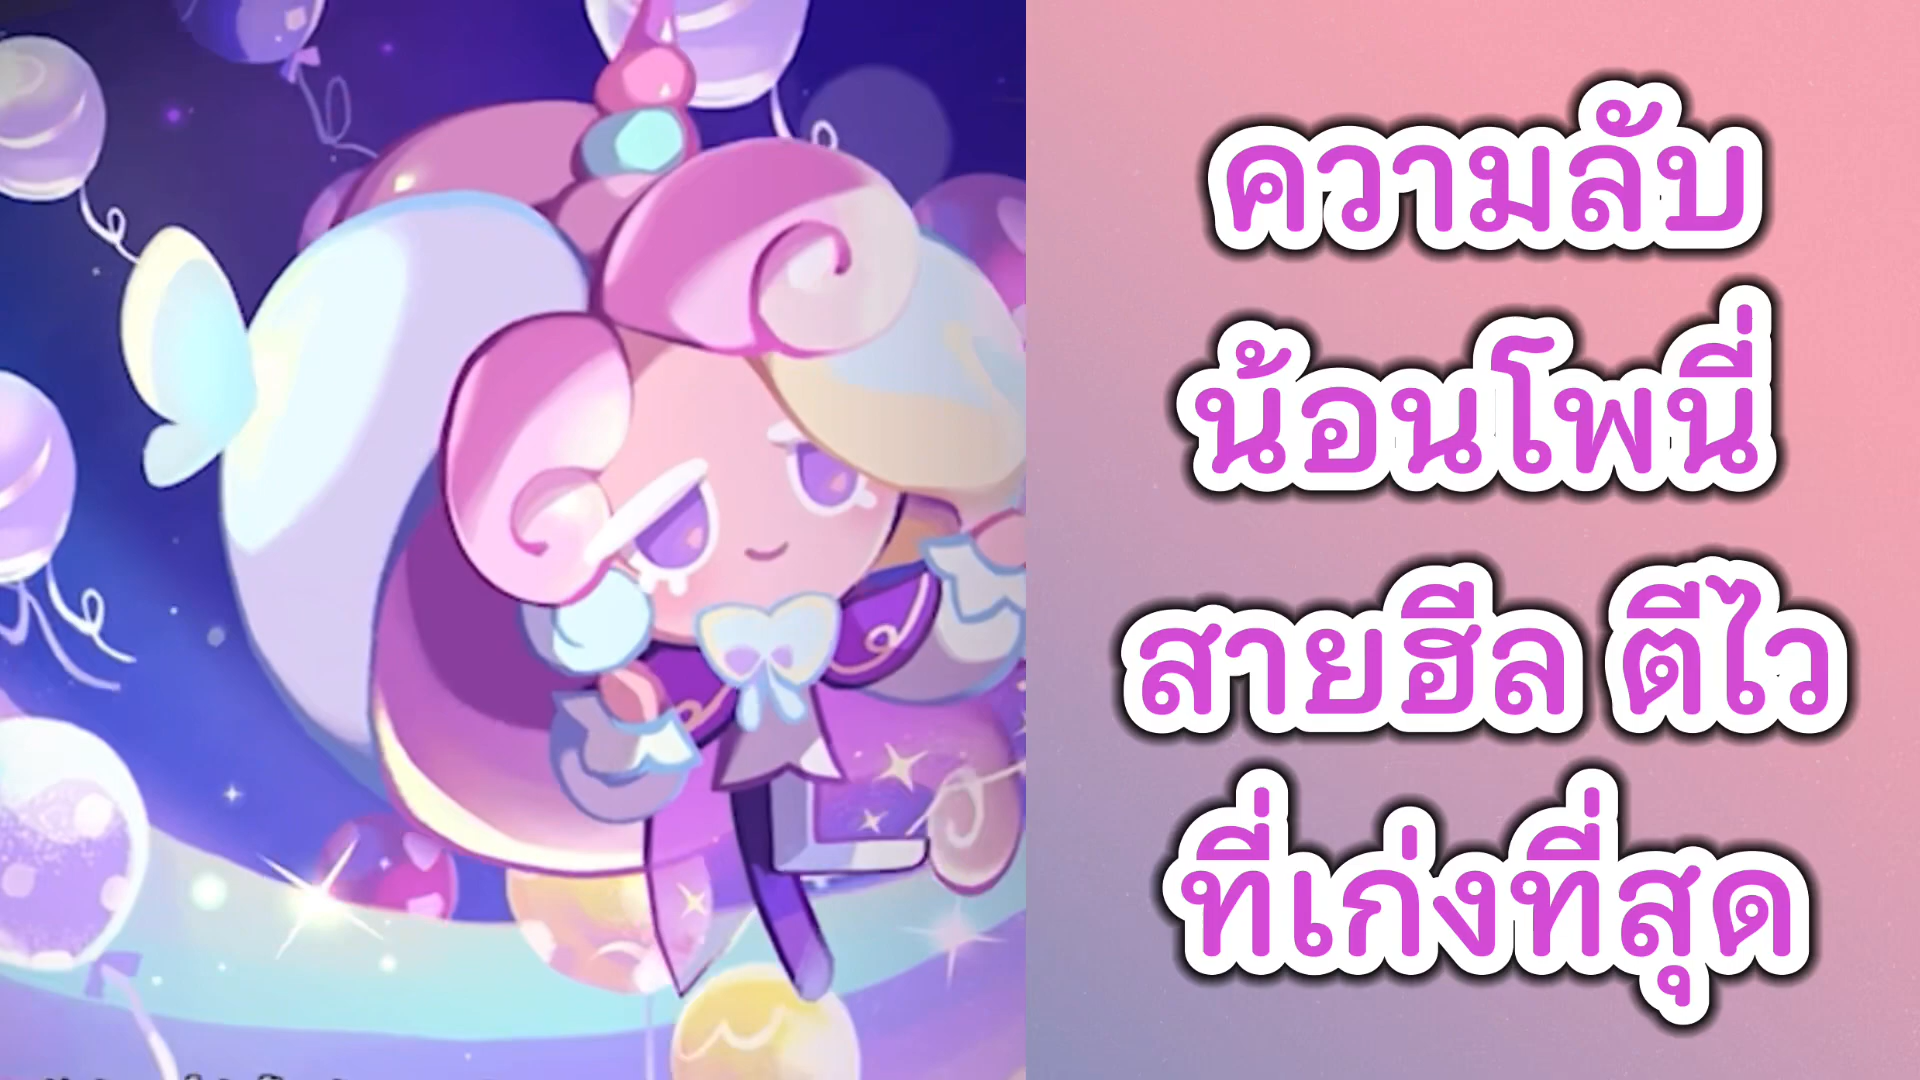 ความลับ
น้อนโพนี่
สายฮีล ตีไว
ที่เก่งที่สุด